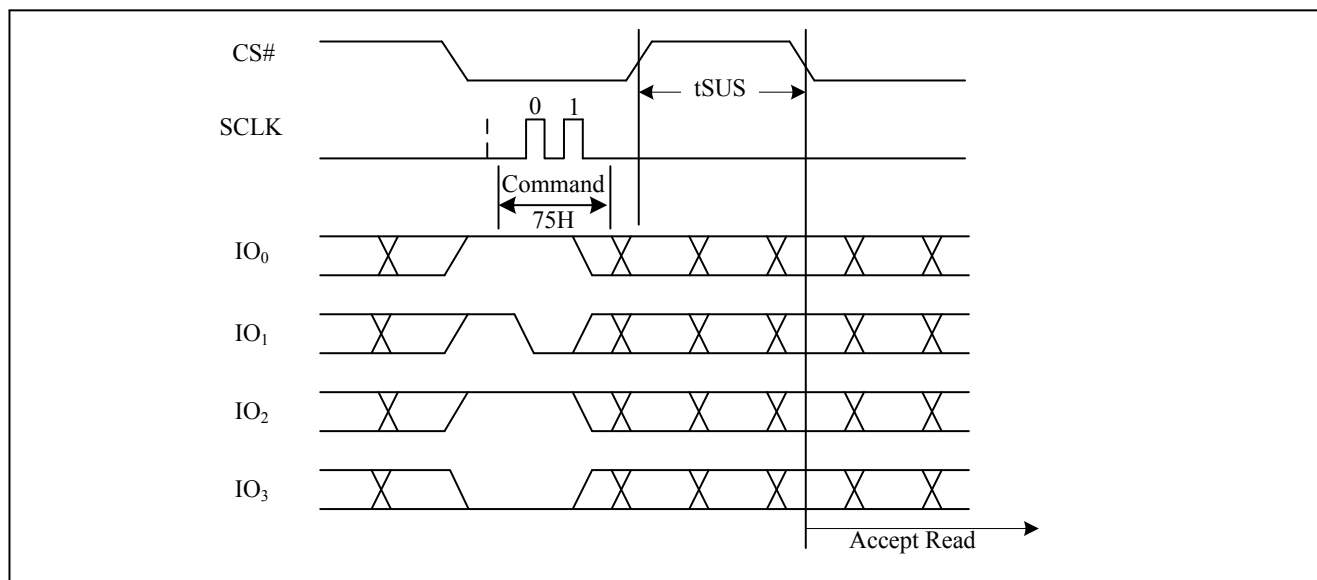 CS#
tSUS
0 1
SCLK
Command
75H
IO₀
IO₁
IO₂
IO₃
Accept Read